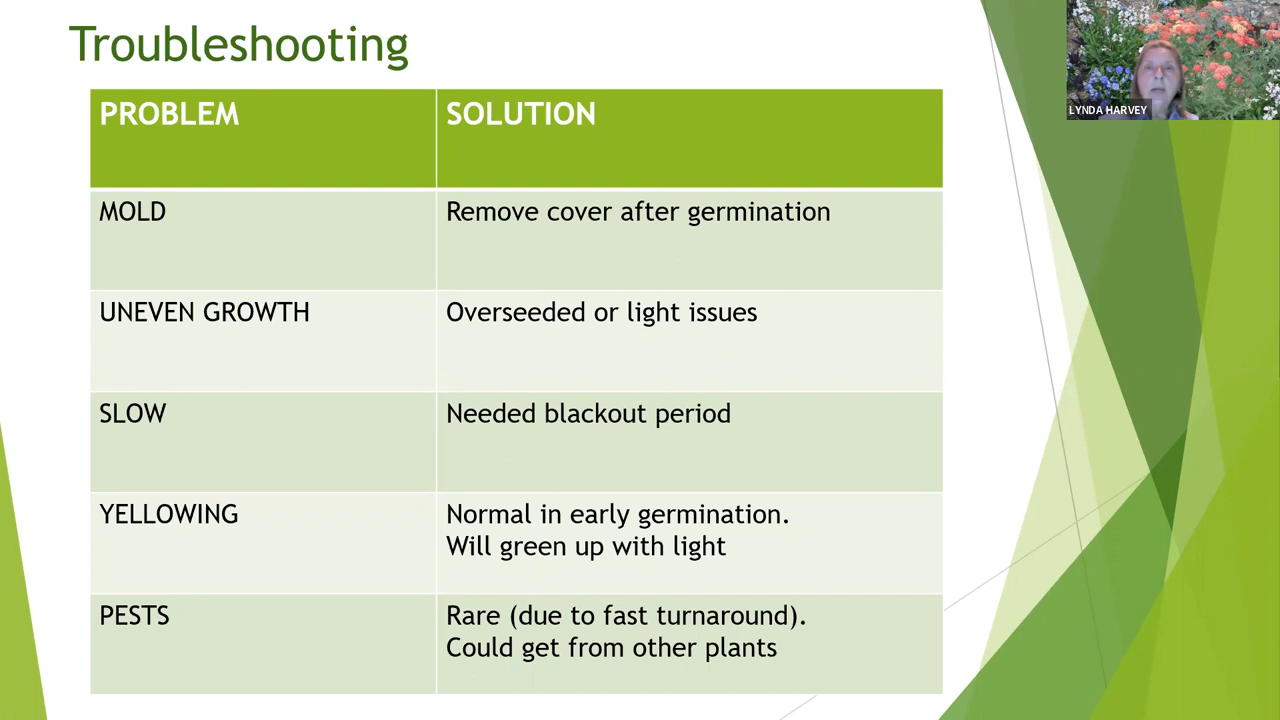 Troubleshooting
PROBLEM
SOLUTION
MOLD
Remove cover after germination
UNEVEN GROWTH
Overseeded or light issues
SLOW
Needed blackout period
YELLOWING
Normal in early germination.
Will green up with light
PESTS
Rare (due to fast turnaround).
Could get from other plants
LYNDA HARVEY